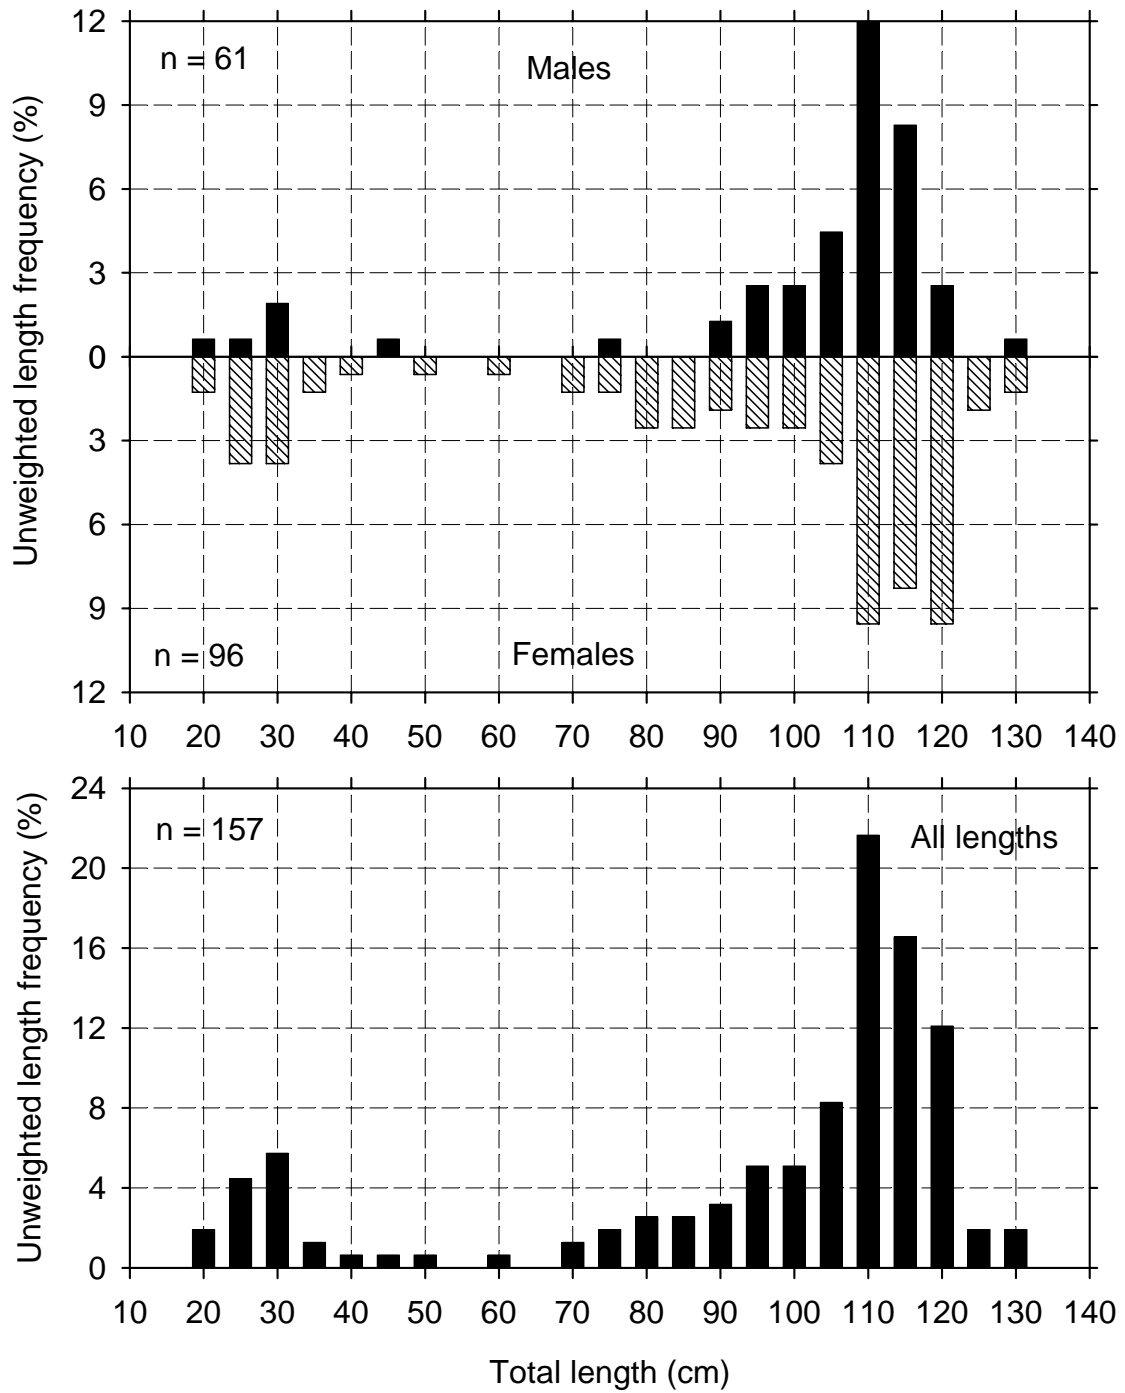 12
n = 61
Males
9
6
3
0
3
6
9
n = 96
Females
12
Unweighted length frequency (%)
10 20 30 40 50 60 70 80 90 100 110 120 130 140
24
n = 157
All lengths
20
16
12
8
4
0
Unweighted length frequency (%)
10 20 30 40 50 60 70 80 90 100 110 120 130 140
Total length (cm)